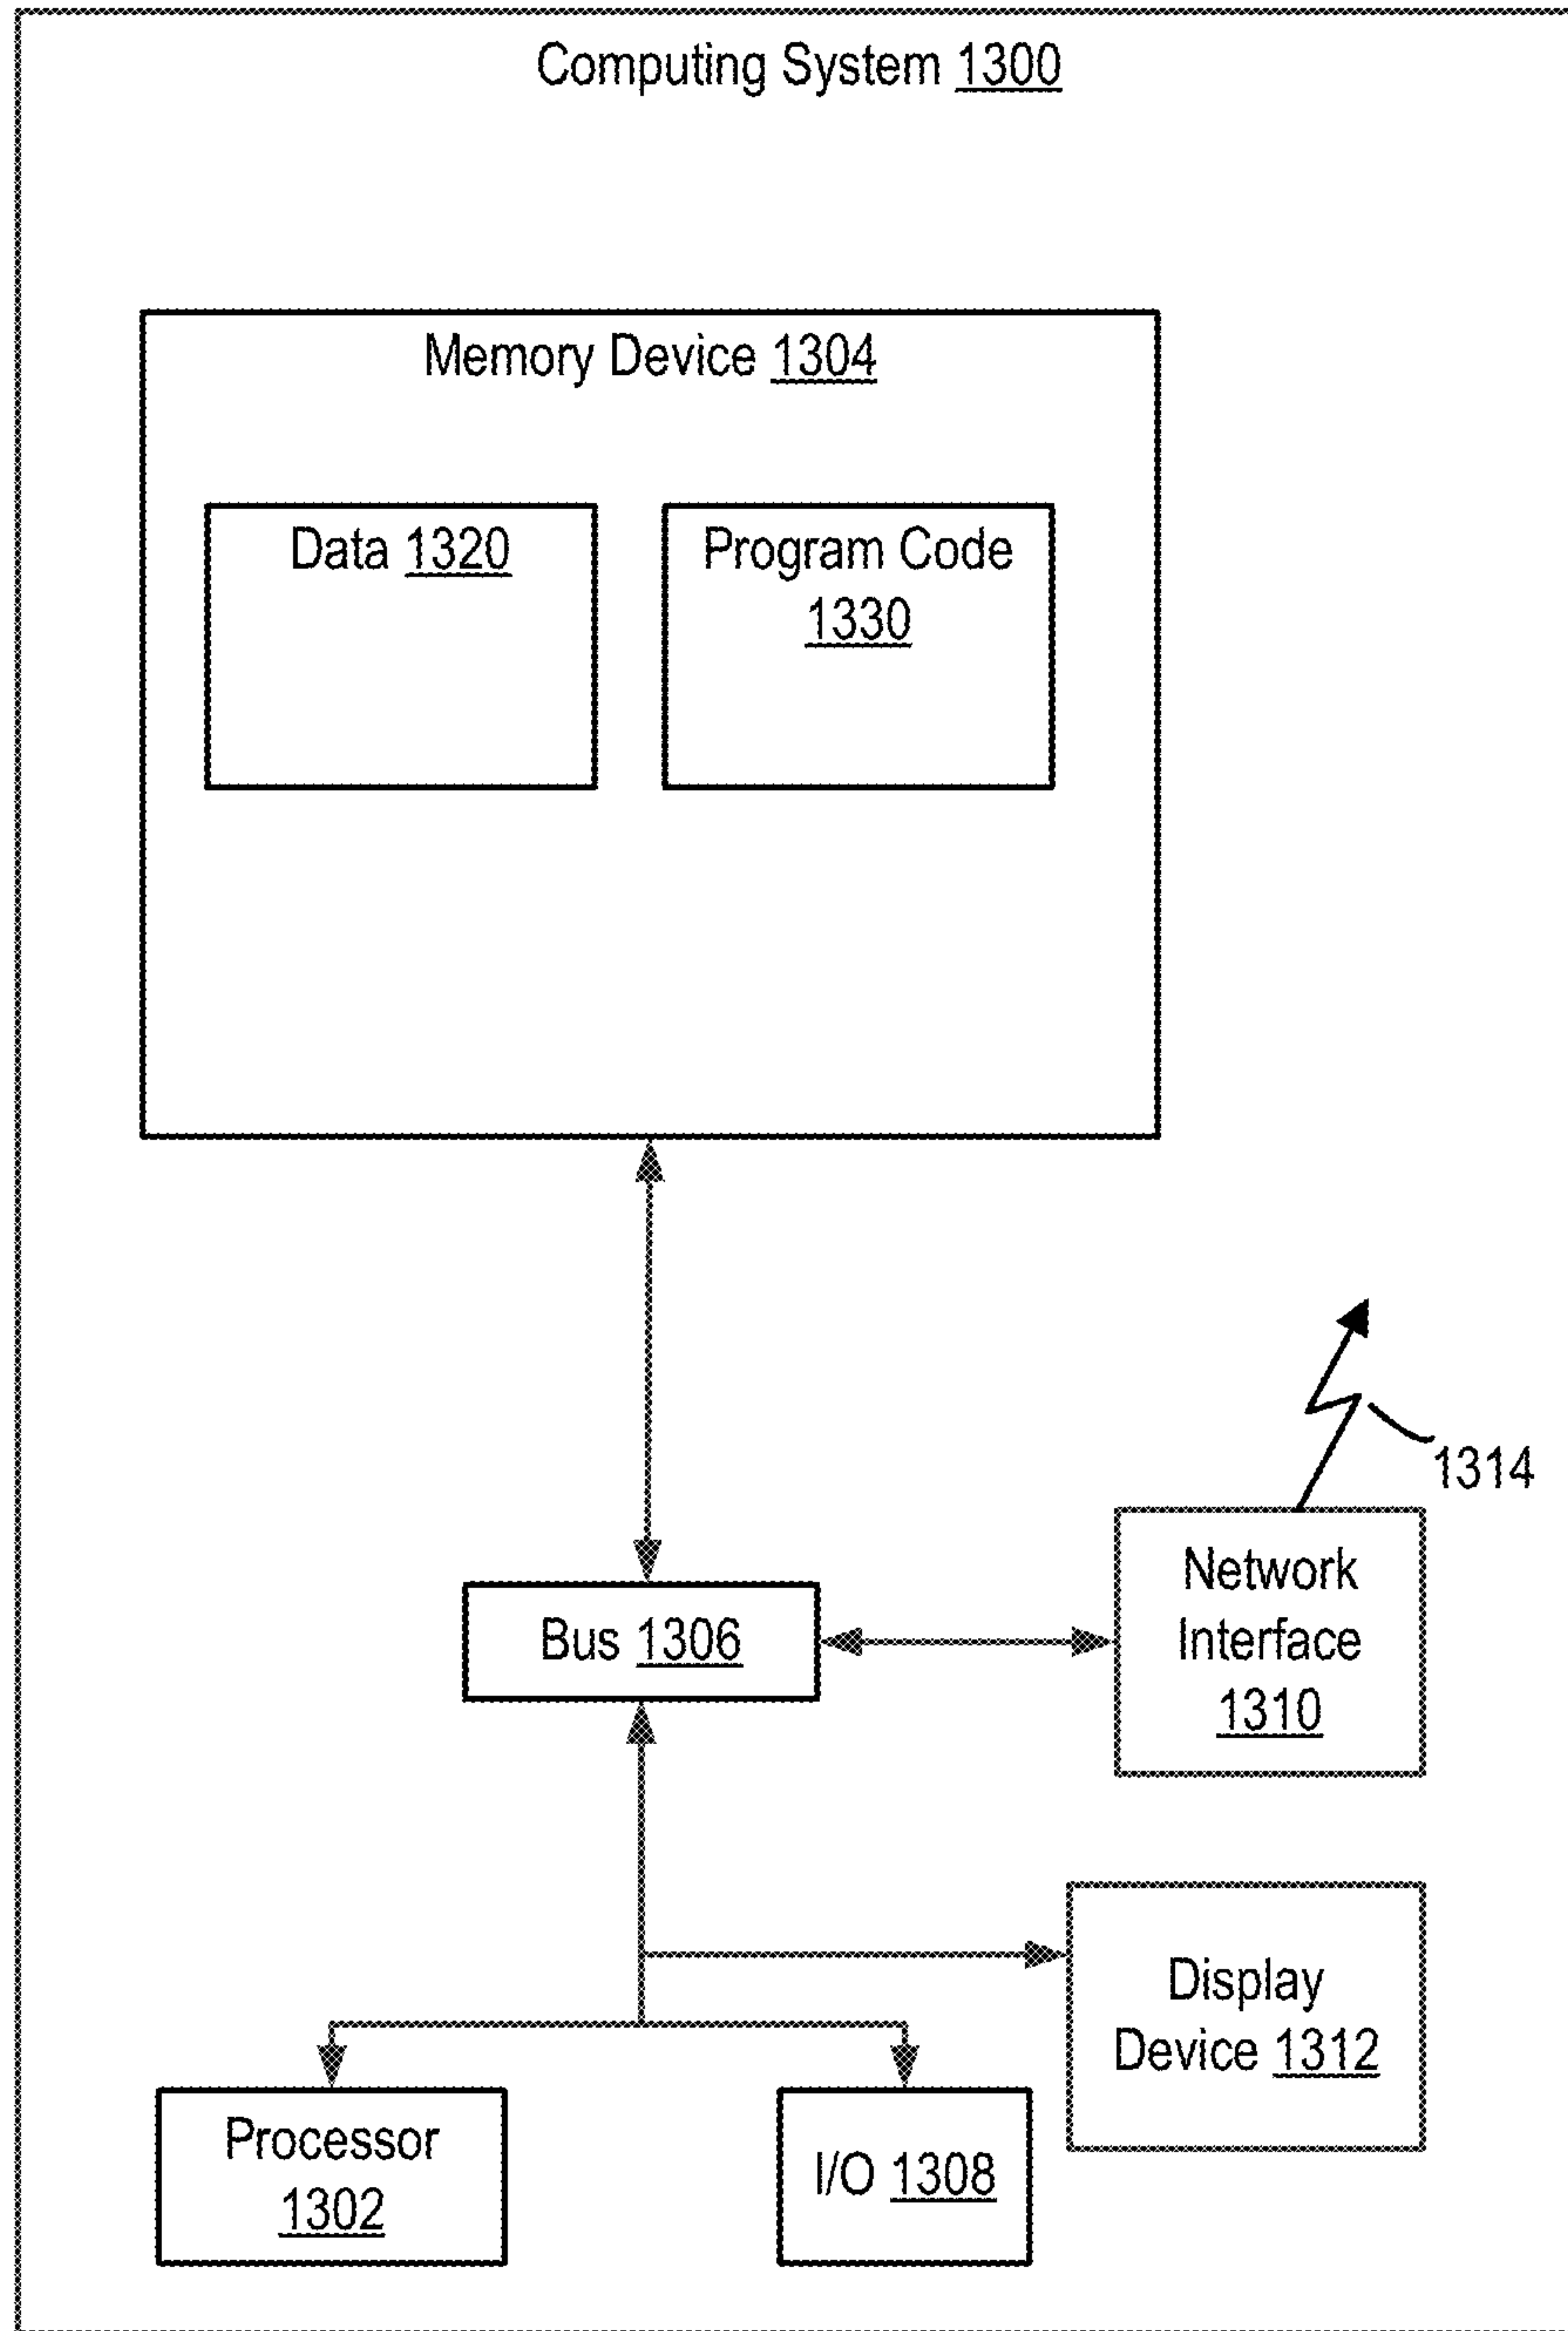 Computing System 1300
Memory Device 1304
Data 1320
Program Code
1330
1314
Network
Interface
1310
Bus 1306
Display
Device 1312
Processor
1302
I/O 1308